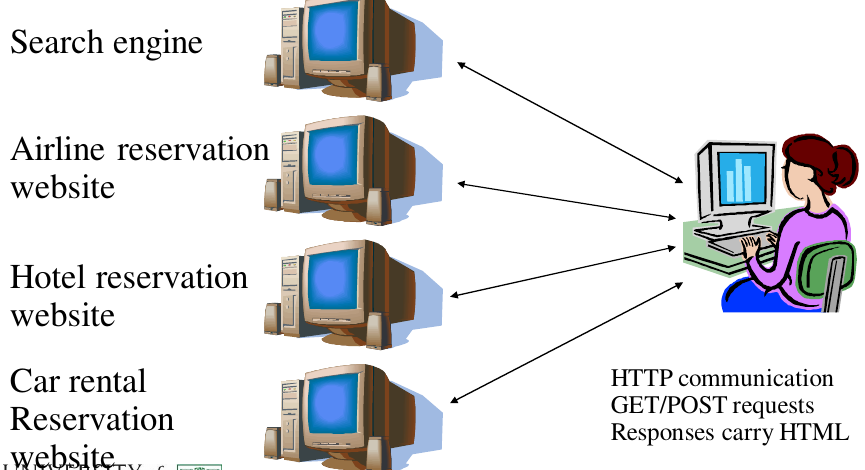 Search engine
Airline reservation
website
Hotel reservation
website
Car rental
Reservation
website
HTTP communication
GET/POST requests
Responses carry HTML